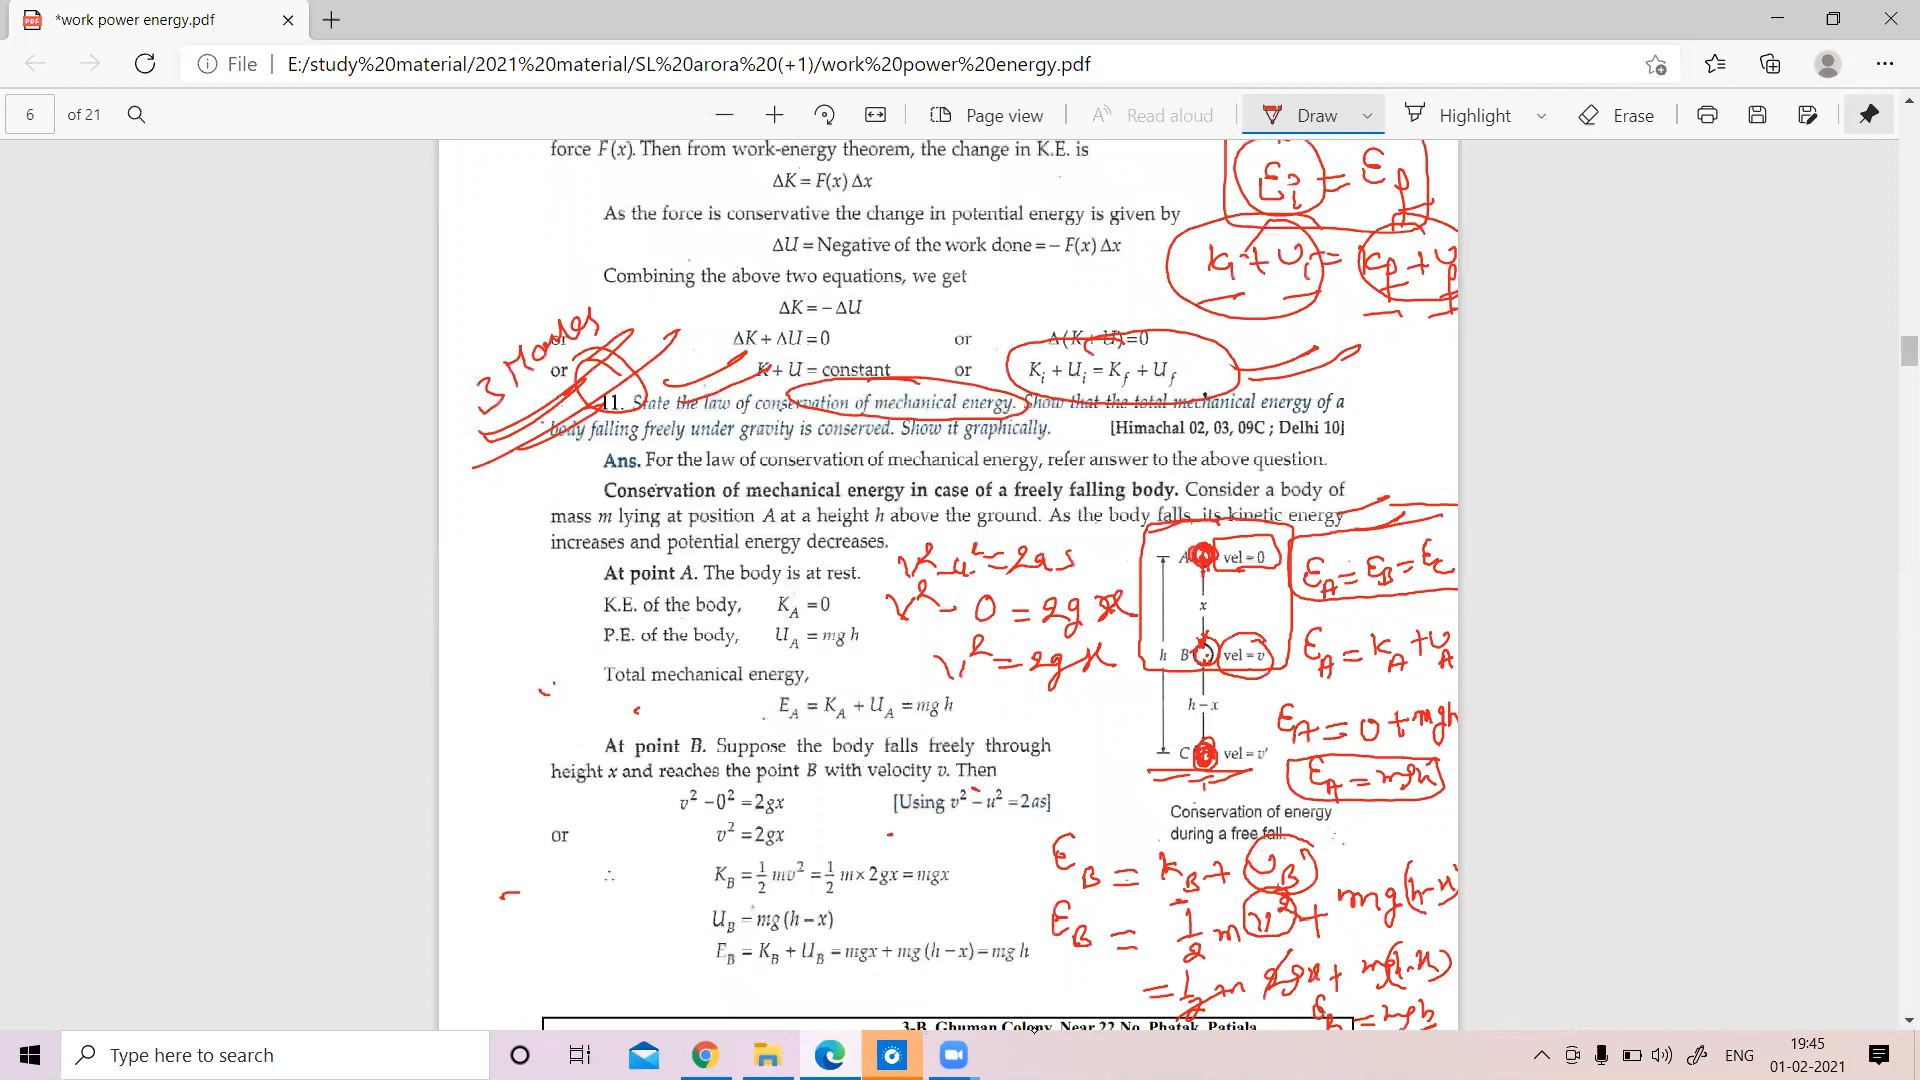 *work power energy.pdf
File
E:/study%20material/2021%20material/SL%20arora%20(+1)/work%20power%20energy.pdf
6 of 21
Page view
Read aloud
Draw
Highlight
Erase
force F(x). Then from work-energy theorem, the change in K.E. is
ΔK = F(x) Δx
As the force is conservative the change in potential energy is given by
ΔU = Negative of the work done = − F(x) Δx
Combining the above two equations, we get
ΔK = − ΔU
or ΔK + ΔU = 0 or Δ(K + U) = 0
or K + U = constant or K_i + U_i = K_f + U_f
11. State the law of conservation of mechanical energy. Show that the total mechanical energy of a
body falling freely under gravity is conserved. Show it graphically. [Himachal 02, 03, 09C ; Delhi 10]
Ans. For the law of conservation of mechanical energy, refer answer to the above question.
Conservation of mechanical energy in case of a freely falling body. Consider a body of
mass m lying at position A at a height h above the ground. As the body falls, its kinetic energy
increases and potential energy decreases.
At point A. The body is at rest.
K.E. of the body, K_A = 0
P.E. of the body, U_A = mg h
Total mechanical energy,
E_A = K_A + U_A = mg h
At point B. Suppose the body falls freely through
height x and reaches the point B with velocity v. Then
v² − 0² = 2gx [Using v² − u² = 2as]
or v² = 2gx
∴ K_B = 1/2 mv² = 1/2 m × 2gx = mgx
U_B = mg (h − x)
E_B = K_B + U_B = mgx + mg (h − x) = mg h
3-B, Ghuman Colony, Near 22 No. Phatak, Patiala
A vel = 0
x
h B vel = v
h − x
C vel = v'
Conservation of energy
during a free fall.
3 Marks
v² - u² = 2as
v² - 0 = 2g x
v² = 2gx
E_i = E_f
K_i + U_i = K_f + U_f
E_A = E_B = E_C
E_A = K_A + U_A
E_A = 0 + mgh
E_A = mgh
E_B = K_B + U_B
E_B = 1/2 m v² + mg(h-x)
= 1/2 m 2gx + mg(h-x)
E_B = mgh
Type here to search
ENG
19:45
01-02-2021